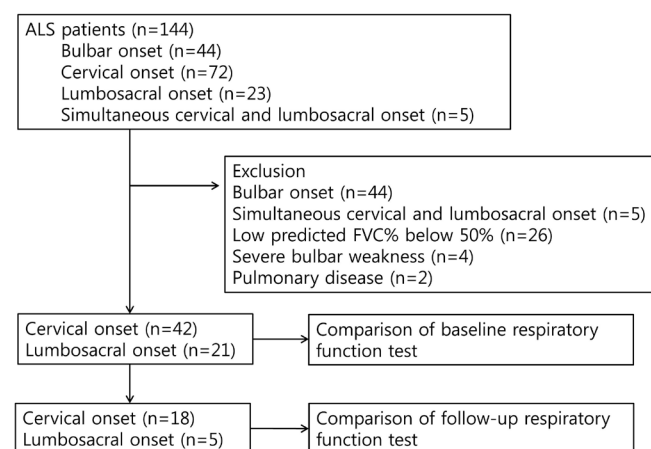 ALS patients (n=144)
Bulbar onset (n=44)
Cervical onset (n=72)
Lumbosacral onset (n=23)
Simultaneous cervical and lumbosacral onset (n=5)
Exclusion
Bulbar onset (n=44)
Simultaneous cervical and lumbosacral onset (n=5)
Low predicted FVC% below 50% (n=26)
Severe bulbar weakness (n=4)
Pulmonary disease (n=2)
Cervical onset (n=42)
Lumbosacral onset (n=21)
Comparison of baseline respiratory
function test
Cervical onset (n=18)
Lumbosacral onset (n=5)
Comparison of follow-up respiratory
function test